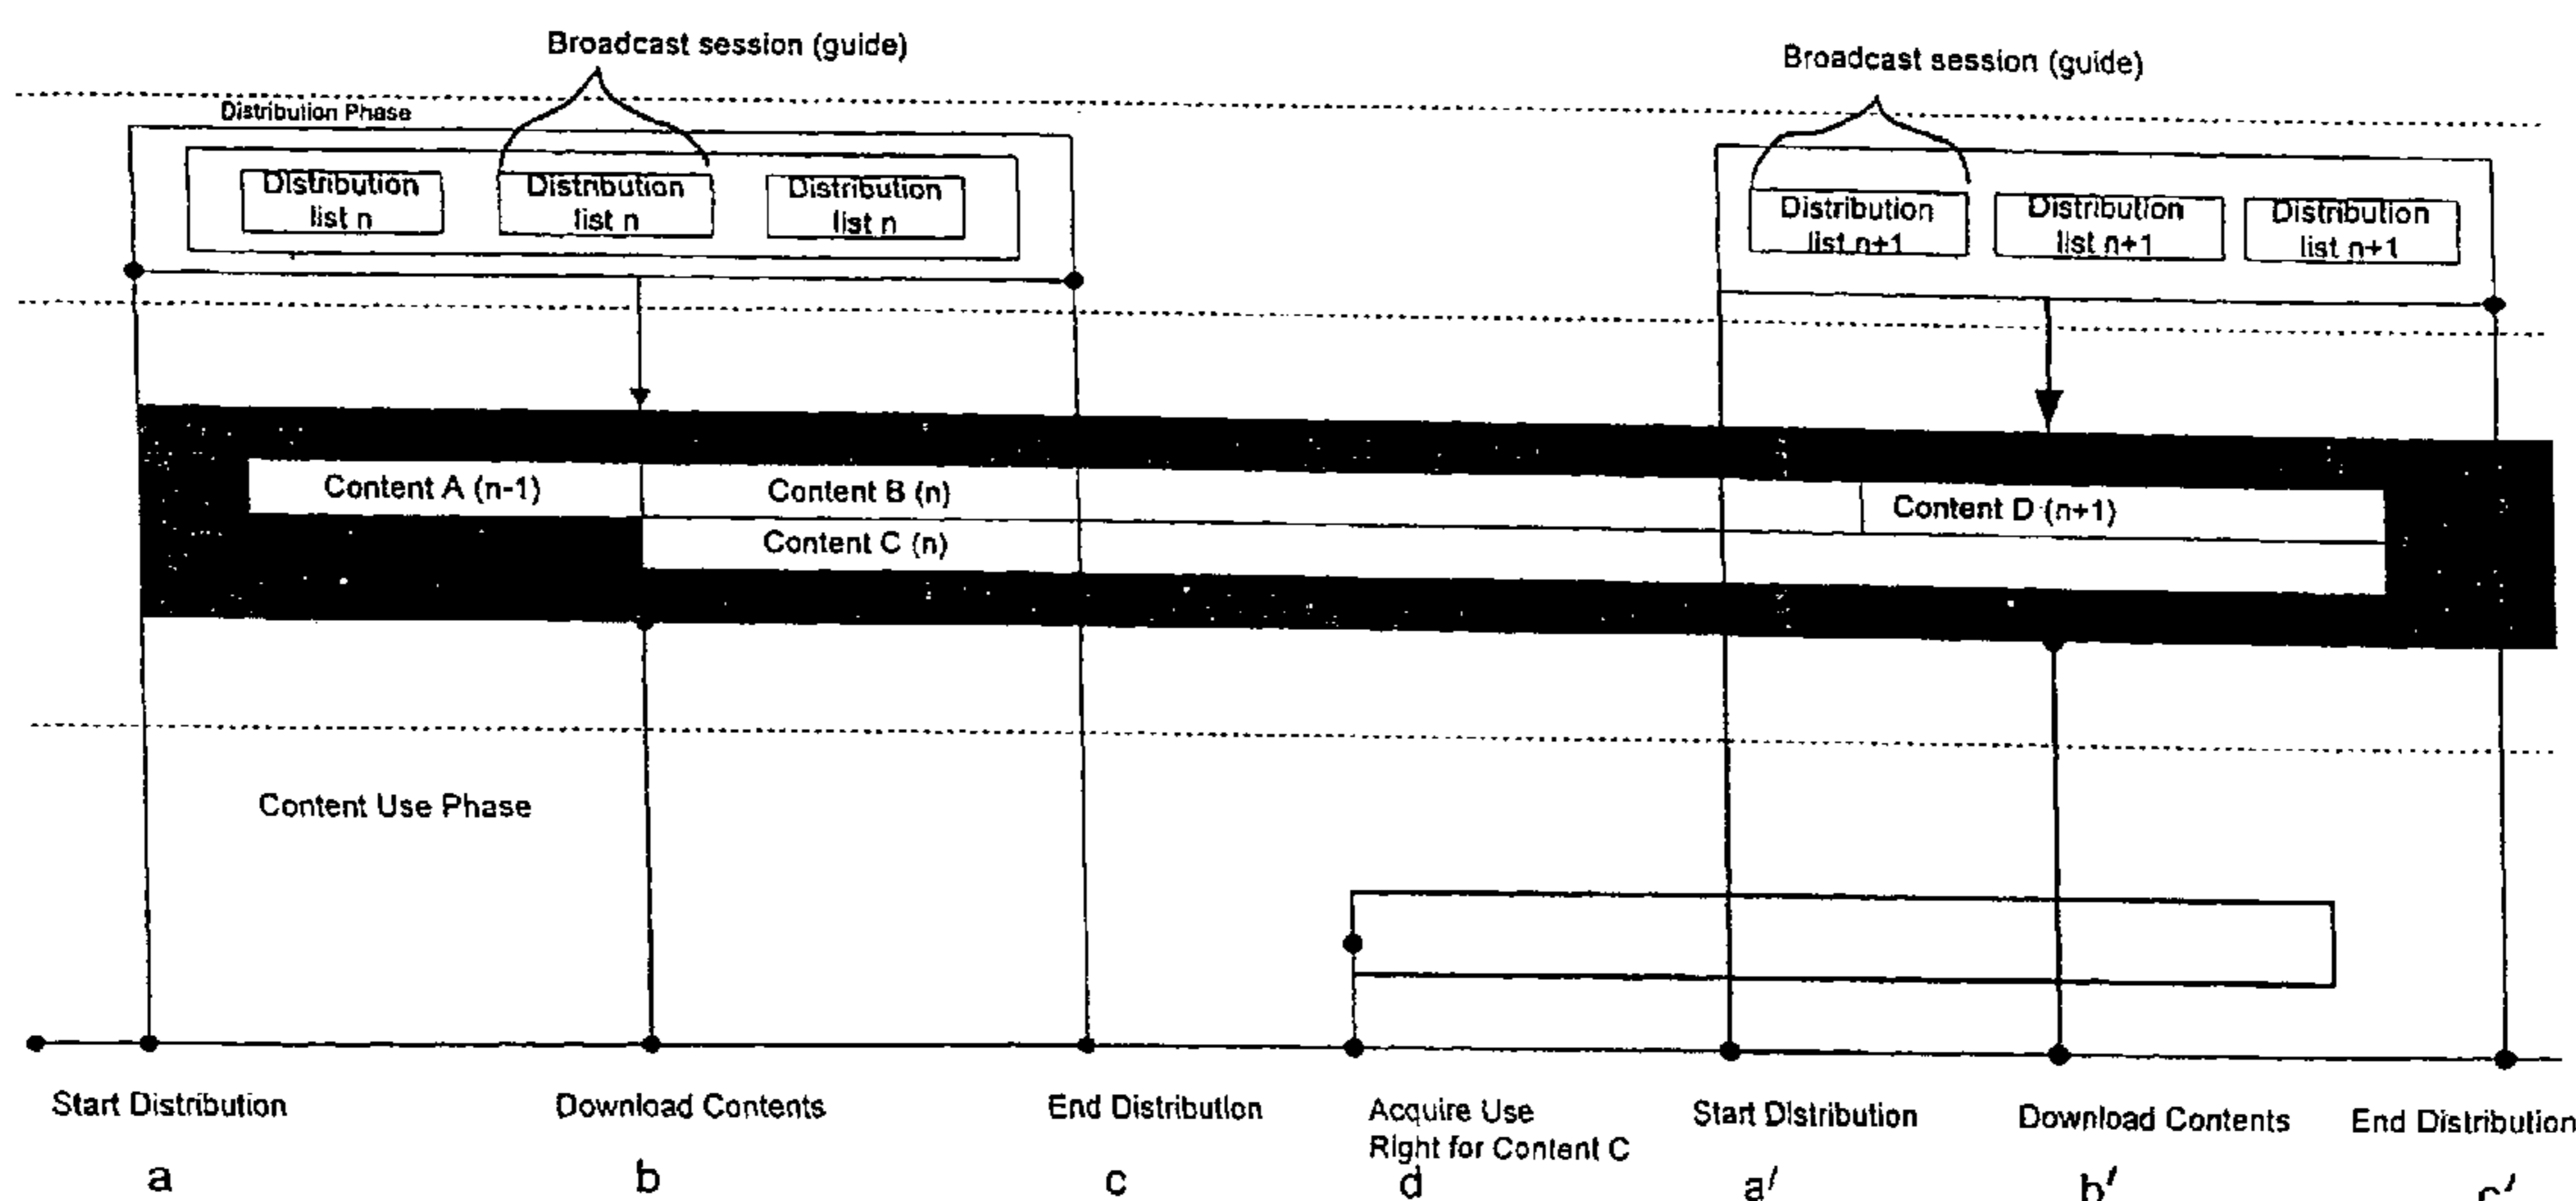 Broadcast session (guide)
Broadcast session (guide)
Distribution Phase
Distribution
list n
Distribution
list n
Distribution
list n
Distribution
list n+1
Distribution
list n+1
Distribution
list n+1
Content A (n-1)
Content B (n)
Content D (n+1)
Content C (n)
Content Use Phase
Start Distribution
Download Contents
End Distribution
Acquire Use
Right for Content C
Start Distribution
Download Contents
End Distribution
a
b
c
d
a'
b'
c'